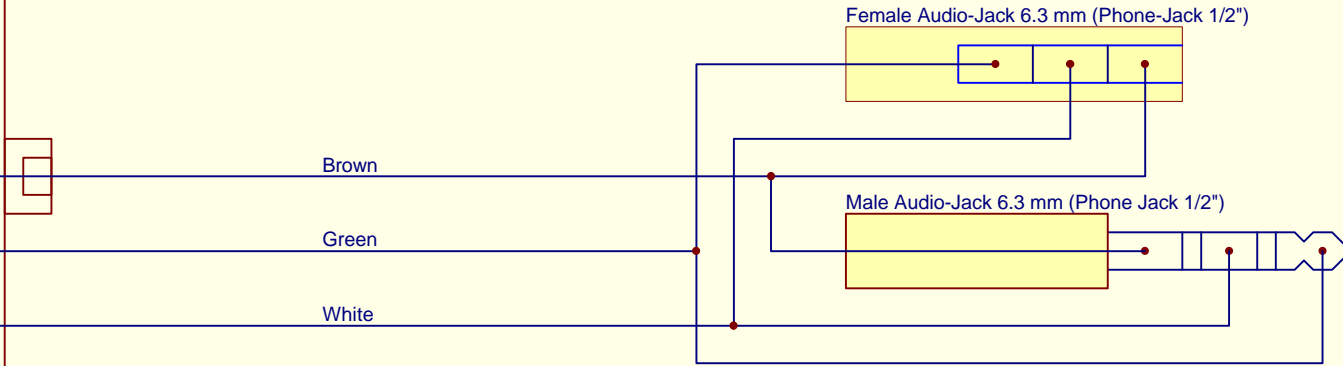 Female Audio-Jack 6.3 mm (Phone-Jack 1/2")
Brown
Male Audio-Jack 6.3 mm (Phone Jack 1/2")
Green
White